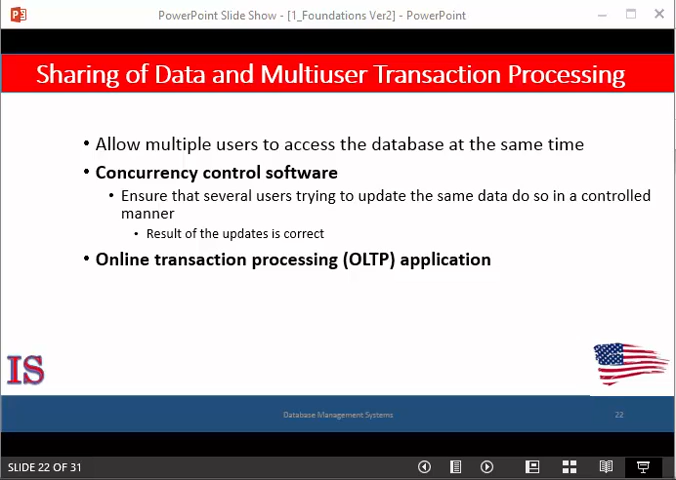 PowerPoint Slide Show - [1_Foundations Ver2] - PowerPoint
Sharing of Data and Multiuser Transaction Processing
• Allow multiple users to access the database at the same time
• Concurrency control software
• Ensure that several users trying to update the same data do so in a controlled
manner
• Result of the updates is correct
• Online transaction processing (OLTP) application
IS
Database Management Systems
22
SLIDE 22 OF 31